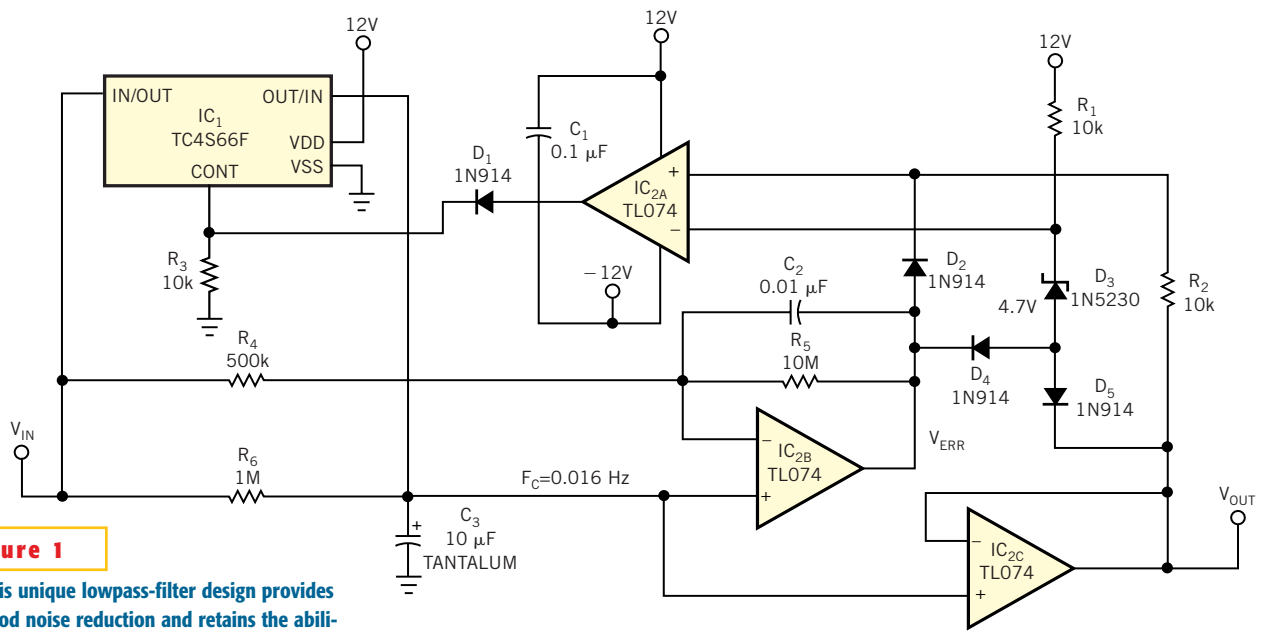 12V
12V
12V
IN/OUT
OUT/IN
IC1
TC4S66F
VDD
VSS
CONT
R3
10k
D1
1N914
C1
0.1 µF
+
IC2A
TL074
−
−12V
R1
10k
D2
1N914
D3
1N5230
4.7V
R2
10k
C2
0.01 µF
R4
500k
R5
10M
D4
1N914
D5
1N914
VIN
R6
1M
FC=0.016 Hz
−
IC2B
TL074
+
VERR
+
C3
10 µF
TANTALUM
−
IC2C
TL074
+
VOUT
ure 1
is unique lowpass-filter design provides
od noise reduction and retains the abili-